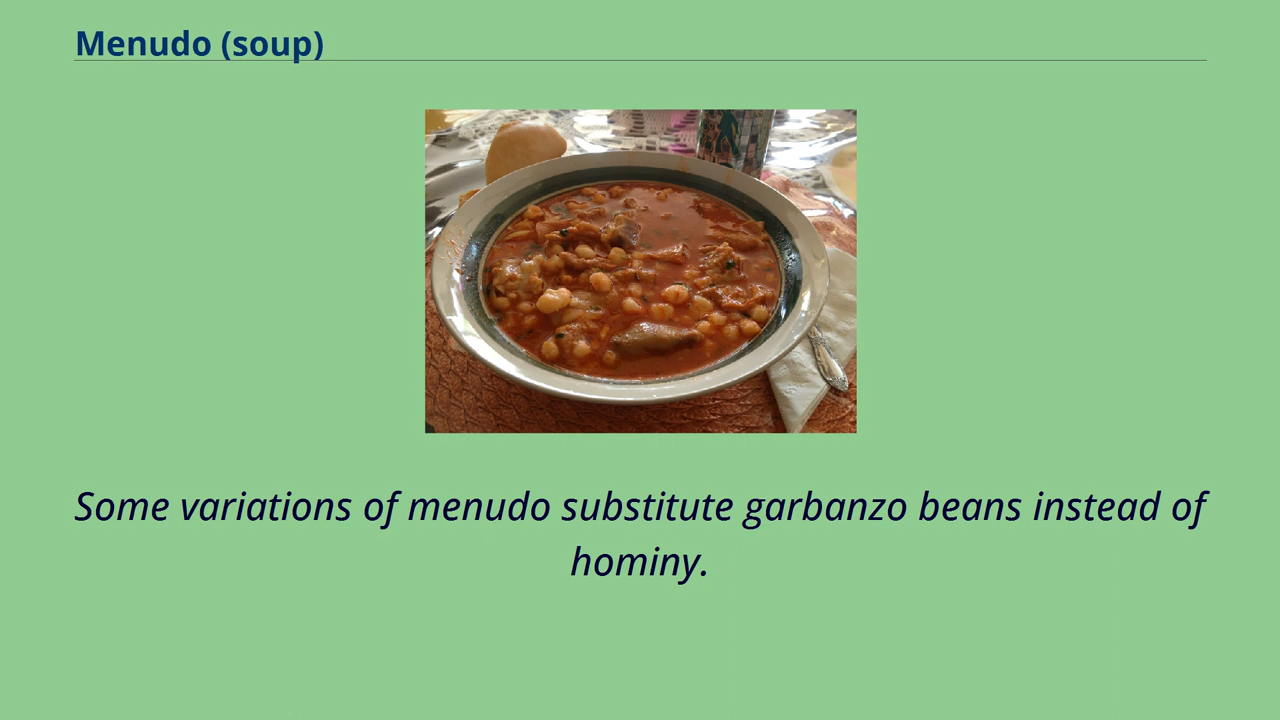 Menudo (soup)
Some variations of menudo substitute garbanzo beans instead of
hominy.